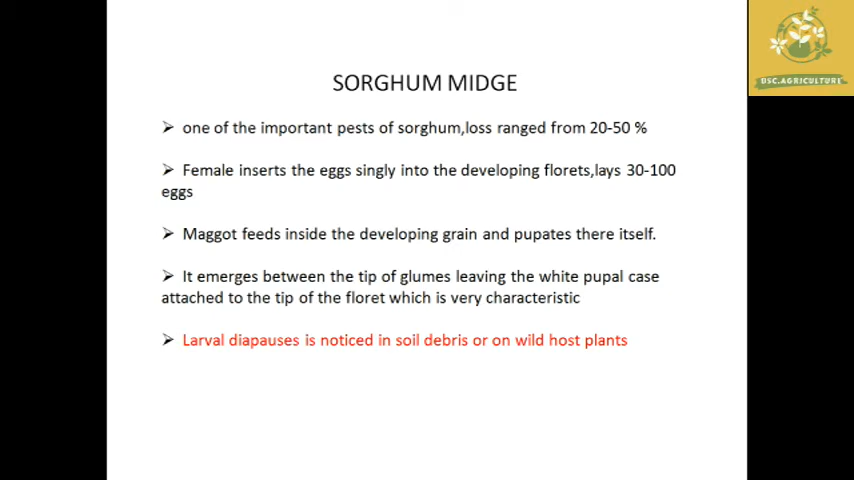 SORGHUM MIDGE
DSC.AGRICULTURE
➢ one of the important pests of sorghum,loss ranged from 20-50 %
➢ Female inserts the eggs singly into the developing florets,lays 30-100
eggs
➢ Maggot feeds inside the developing grain and pupates there itself.
➢ It emerges between the tip of glumes leaving the white pupal case
attached to the tip of the floret which is very characteristic
➢ Larval diapauses is noticed in soil debris or on wild host plants